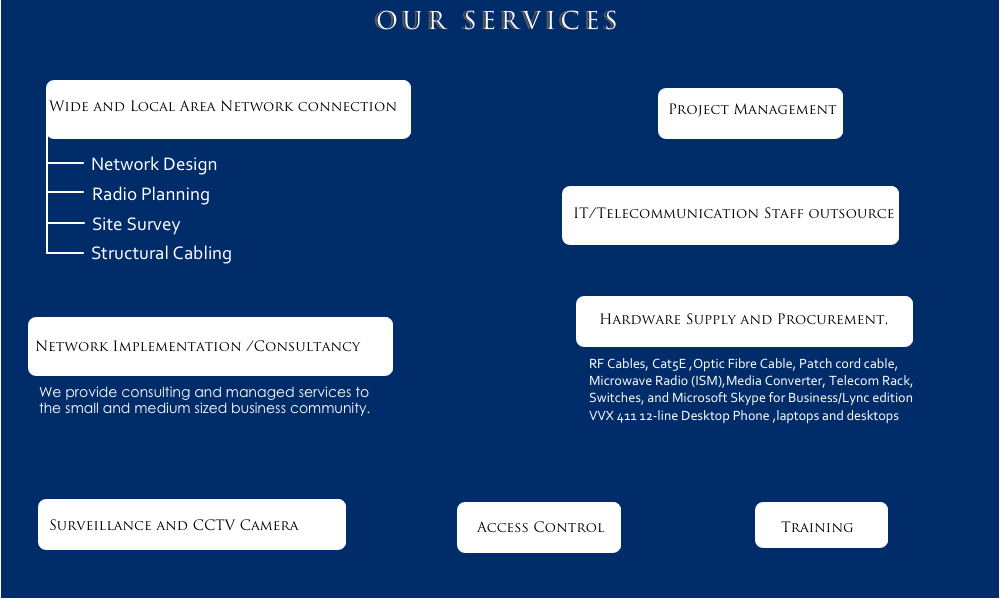 OUR SERVICES
Wide and Local Area Network connection
Network Design
Radio Planning
Site Survey
Structural Cabling
Project Management
IT/Telecommunication Staff outsource
Network Implementation /Consultancy
We provide consulting and managed services to
the small and medium sized business community.
Hardware Supply and Procurement,
RF Cables, Cat5E ,Optic Fibre Cable, Patch cord cable,
Microwave Radio (ISM),Media Converter, Telecom Rack,
Switches, and Microsoft Skype for Business/Lync edition
VVX 411 12-line Desktop Phone ,laptops and desktops
Surveillance and CCTV Camera
Access Control
Training